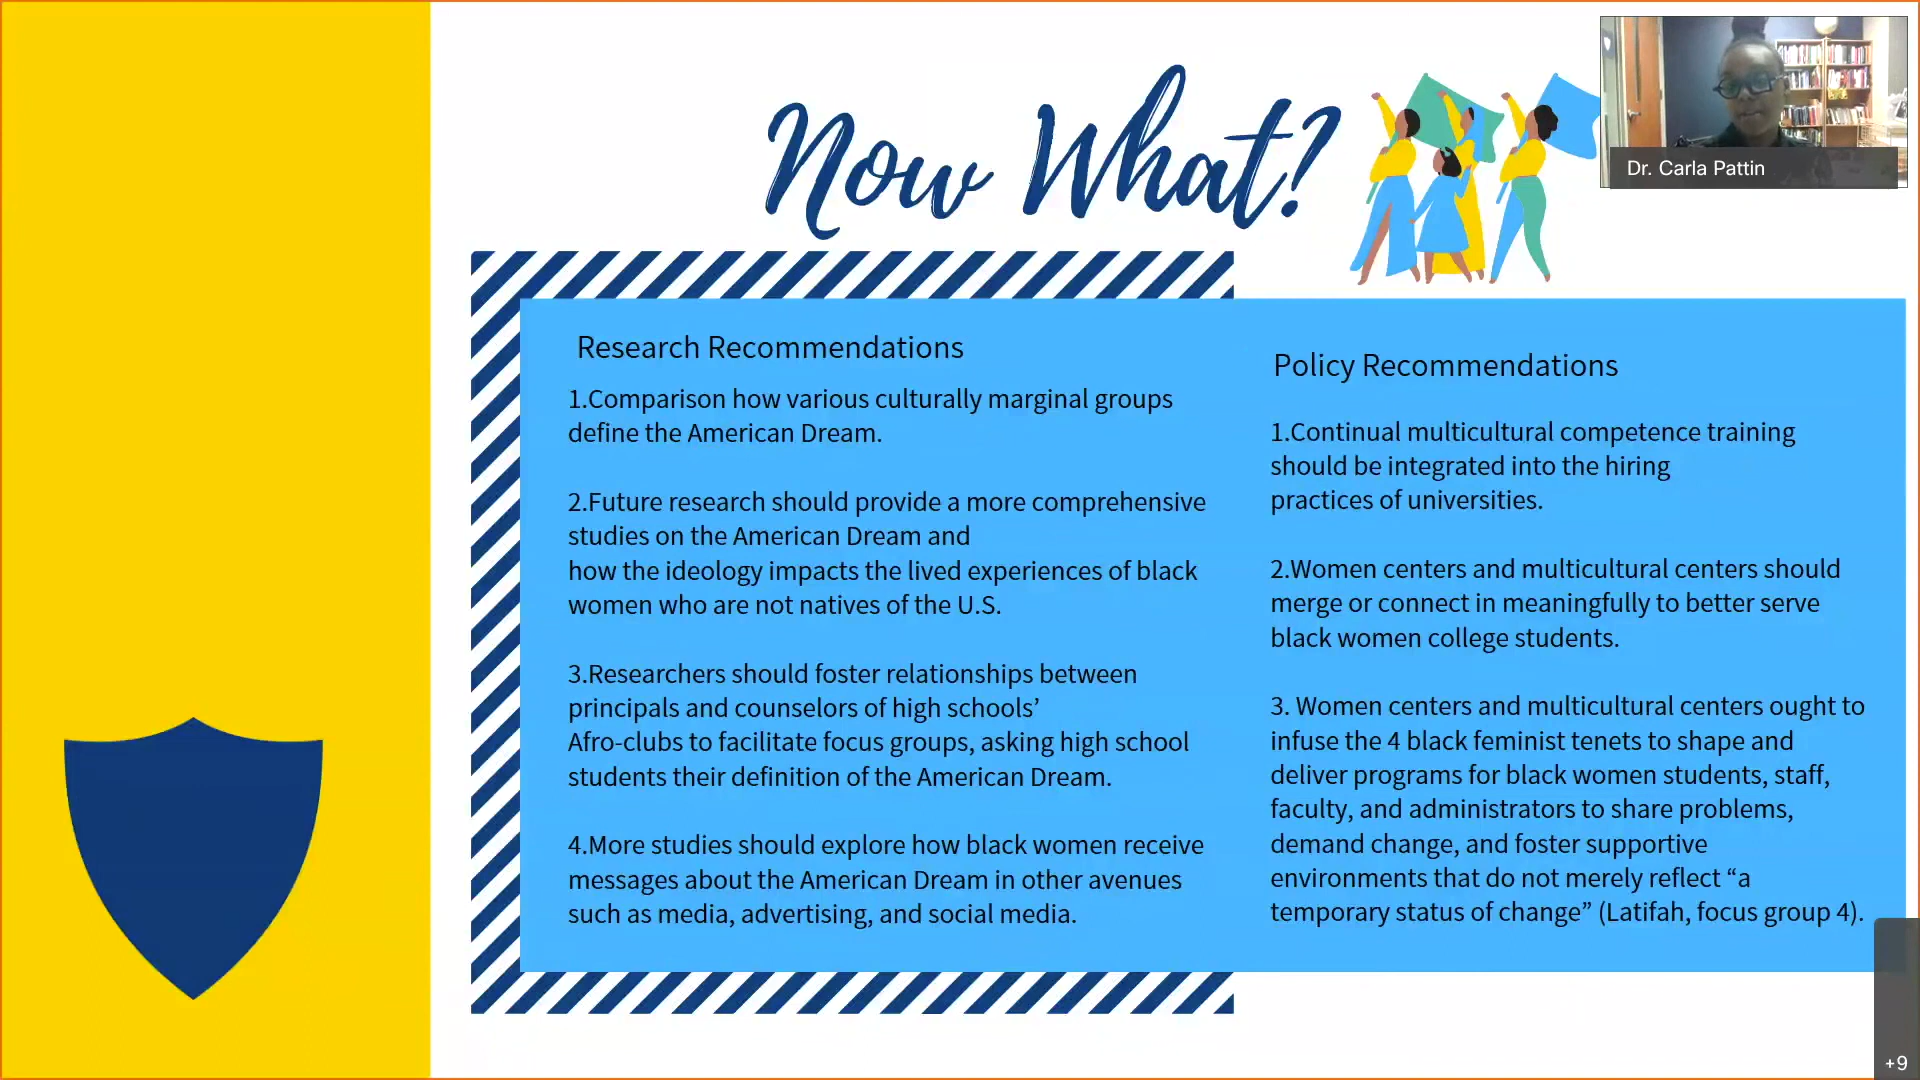 Now What?
Dr. Carla Pattin
Research Recommendations
1.Comparison how various culturally marginal groups
define the American Dream.
2.Future research should provide a more comprehensive
studies on the American Dream and
how the ideology impacts the lived experiences of black
women who are not natives of the U.S.
3.Researchers should foster relationships between
principals and counselors of high schools’
Afro-clubs to facilitate focus groups, asking high school
students their definition of the American Dream.
4.More studies should explore how black women receive
messages about the American Dream in other avenues
such as media, advertising, and social media.
Policy Recommendations
1.Continual multicultural competence training
should be integrated into the hiring
practices of universities.
2.Women centers and multicultural centers should
merge or connect in meaningfully to better serve
black women college students.
3. Women centers and multicultural centers ought to
infuse the 4 black feminist tenets to shape and
deliver programs for black women students, staff,
faculty, and administrators to share problems,
demand change, and foster supportive
environments that do not merely reflect “a
temporary status of change” (Latifah, focus group 4).
+9